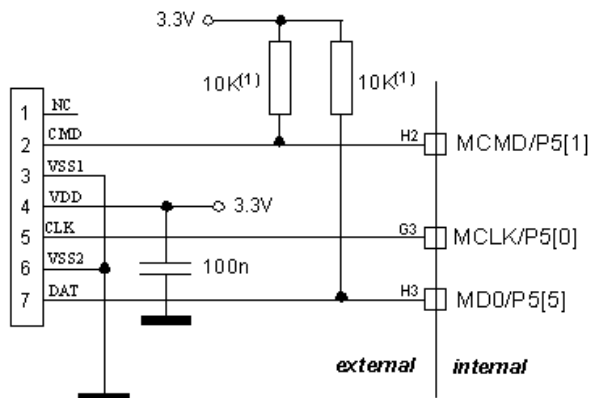 3.3V
10K(1) 10K(1)
1 NC
2 CMD H2 MCMD/P5[1]
3 VSS1
4 VDD 3.3V
5 CLK G3 MCLK/P5[0]
6 VSS2 100n
7 DAT H3 MD0/P5[5]
external internal